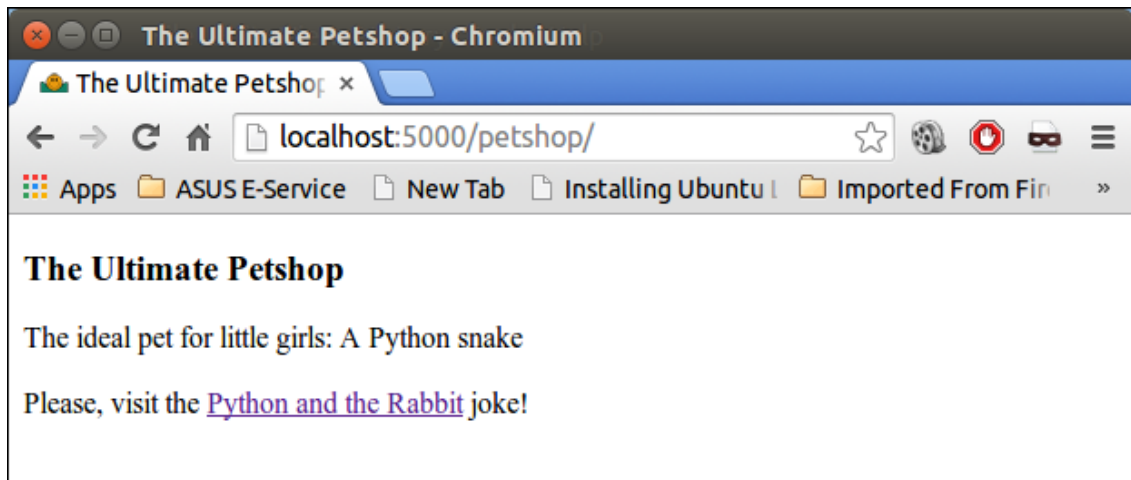 The Ultimate Petshop - Chromium
The Ultimate Petshop
localhost:5000/petshop/
Apps ASUS E-Service New Tab Installing Ubuntu Imported From Fir
The Ultimate Petshop
The ideal pet for little girls: A Python snake
Please, visit the Python and the Rabbit joke!